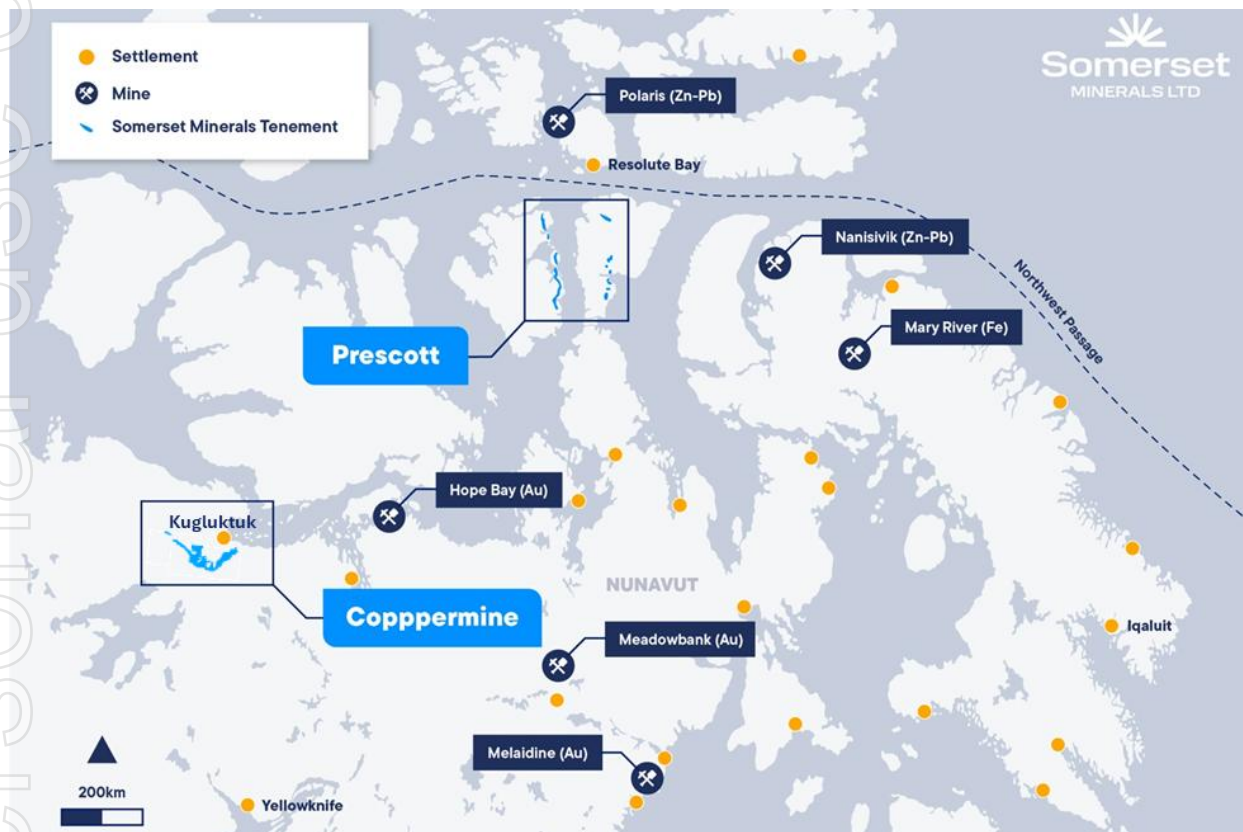 Settlement
Mine
Somerset Minerals Tenement
Somerset
MINERALS LTD
Polaris (Zn-Pb)
Resolute Bay
Nanisivik (Zn-Pb)
Northwest Passage
Mary River (Fe)
Prescott
Hope Bay (Au)
Kugluktuk
NUNAVUT
Copppermine
Meadowbank (Au)
Iqaluit
Melaidine (Au)
200km
Yellowknife